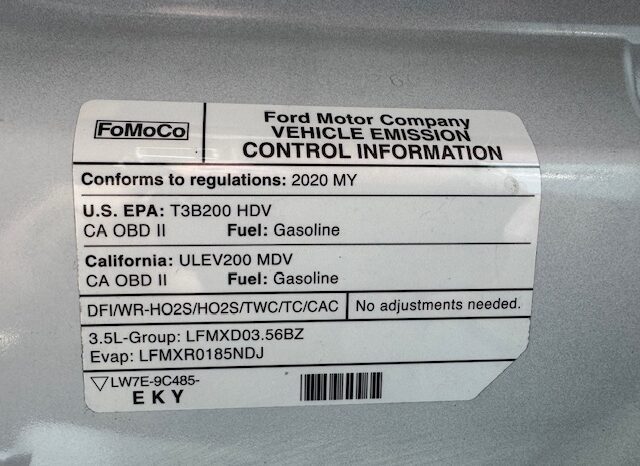 FoMoCo
Ford Motor Company
VEHICLE EMISSION
CONTROL INFORMATION
Conforms to regulations: 2020 MY
U.S. EPA: T3B200 HDV
CA OBD II Fuel: Gasoline
California: ULEV200 MDV
CA OBD II Fuel: Gasoline
DFI/WR-HO2S/HO2S/TWC/TC/CAC No adjustments needed.
3.5L-Group: LFMXD03.56BZ
Evap: LFMXR0185NDJ
LW7E-9C485-
EKY